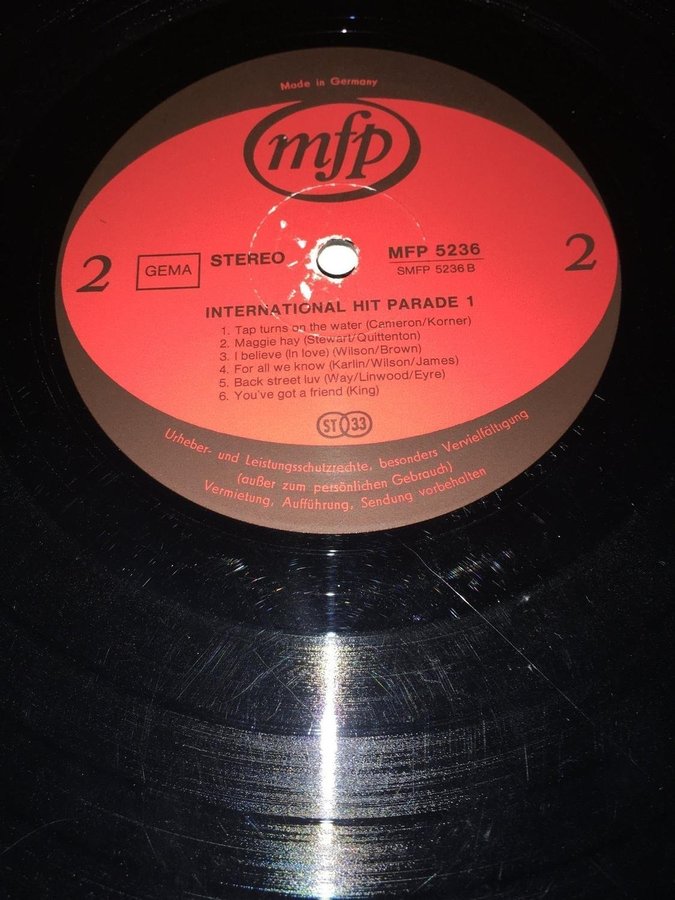 Made in Germany
mfp
2 GEMA STEREO MFP 5236 2
SMFP 5236 B
INTERNATIONAL HIT PARADE 1
1. Tap turns on the water (Cameron/Korner)
2. Maggie hay (Stewart/Quittenton)
3. I believe (In love) (Wilson/Brown)
4. For all we know (Karlin/Wilson/James)
5. Back street luv (Way/Linwood/Eyre)
6. You've got a friend (King)
ST 33
Urheber- und Leistungsschutzrechte, besonders Vervielfältigung
(außer zum persönlichen Gebrauch)
Vermietung, Aufführung, Sendung vorbehalten